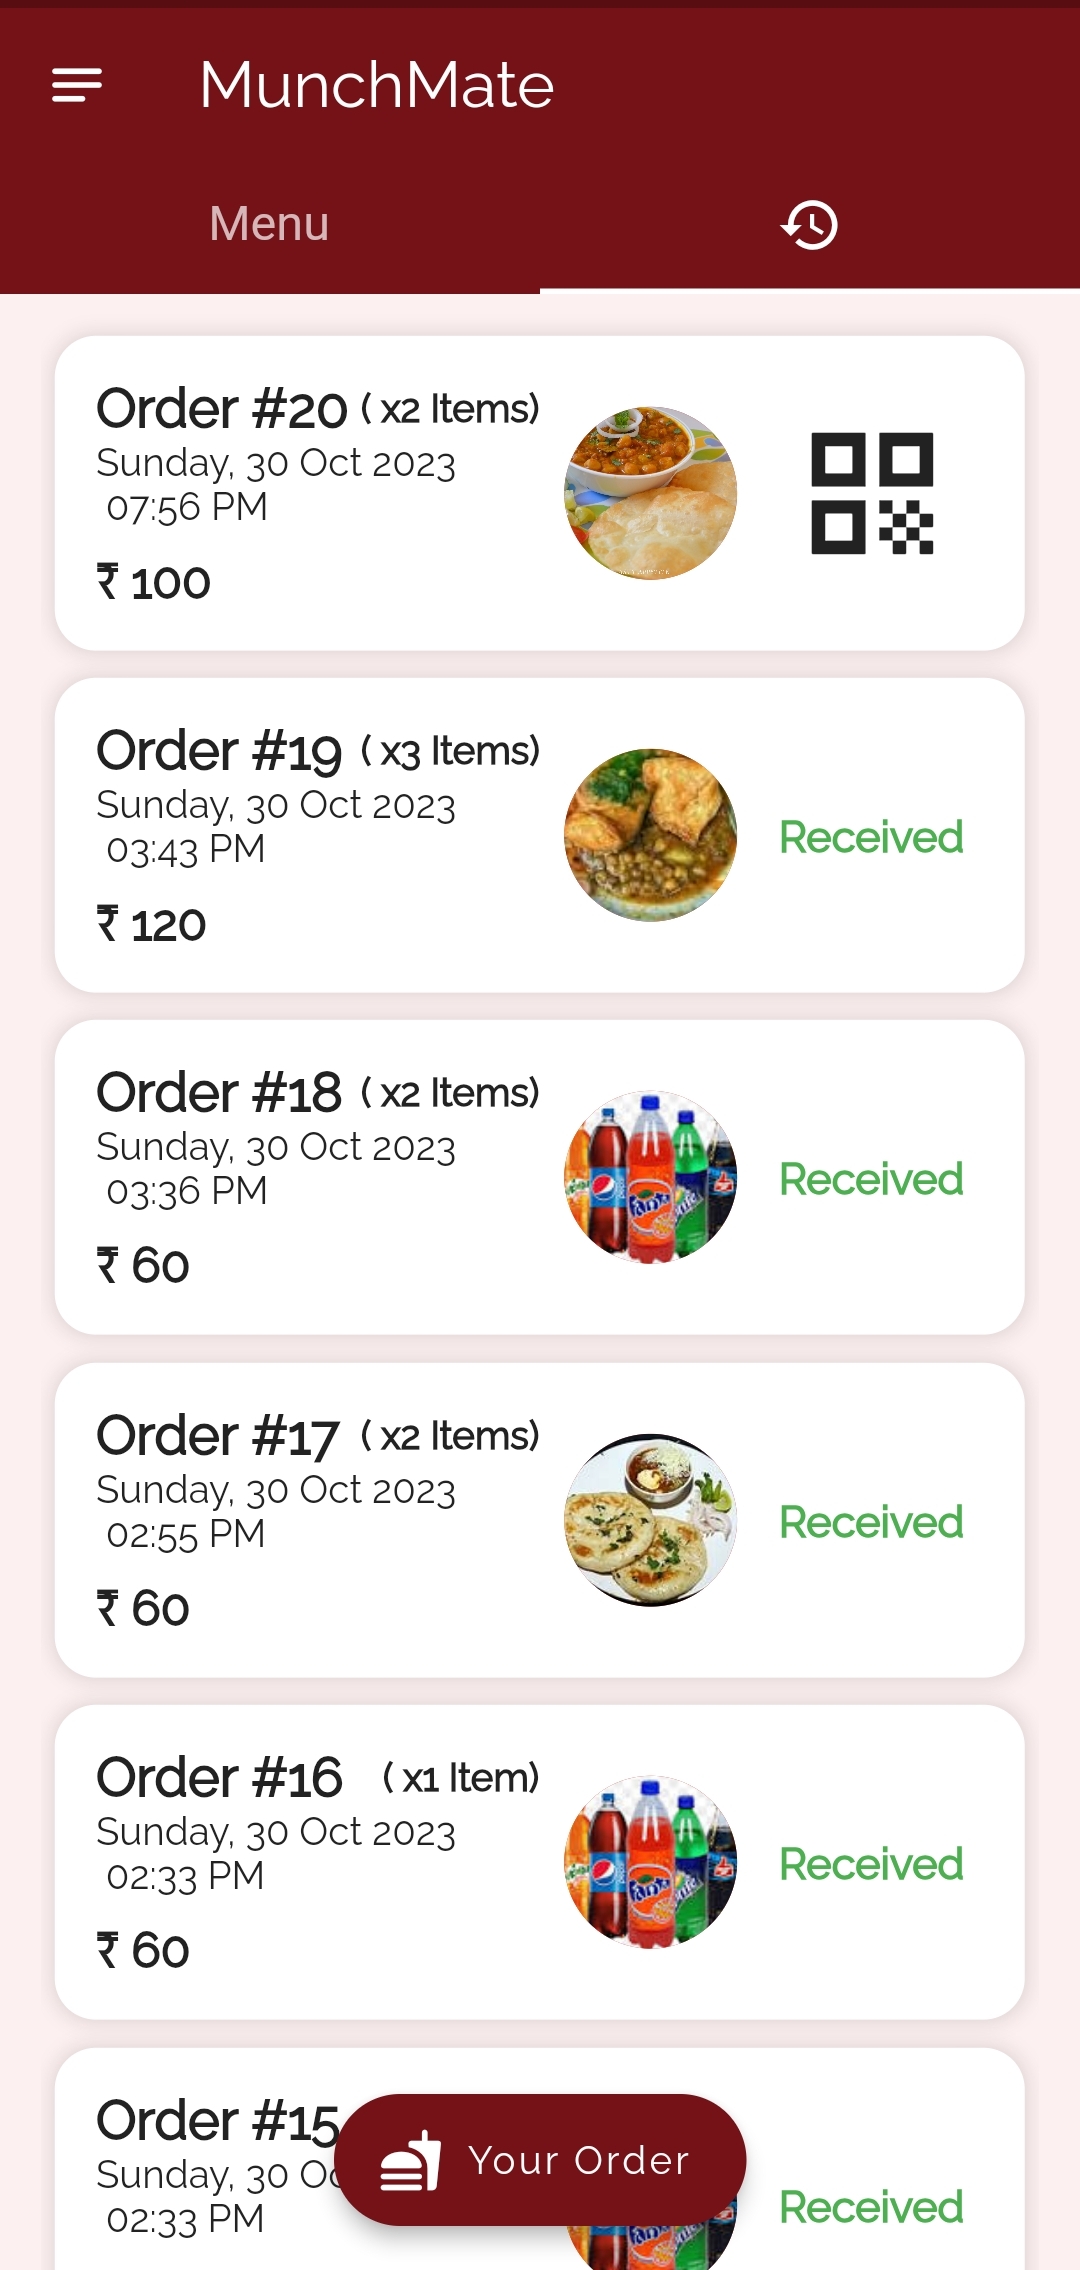 MunchMate
Menu
Order #20 ( x2 Items)
Sunday, 30 Oct 2023
07:56 PM
₹ 100
Order #19 ( x3 Items)
Sunday, 30 Oct 2023
03:43 PM
₹ 120
Received
Order #18 ( x2 Items)
Sunday, 30 Oct 2023
03:36 PM
₹ 60
Received
Order #17 ( x2 Items)
Sunday, 30 Oct 2023
02:55 PM
₹ 60
Received
Order #16 ( x1 Item)
Sunday, 30 Oct 2023
02:33 PM
₹ 60
Received
Order #15
Sunday, 30
02:33 PM
Received
Your Order